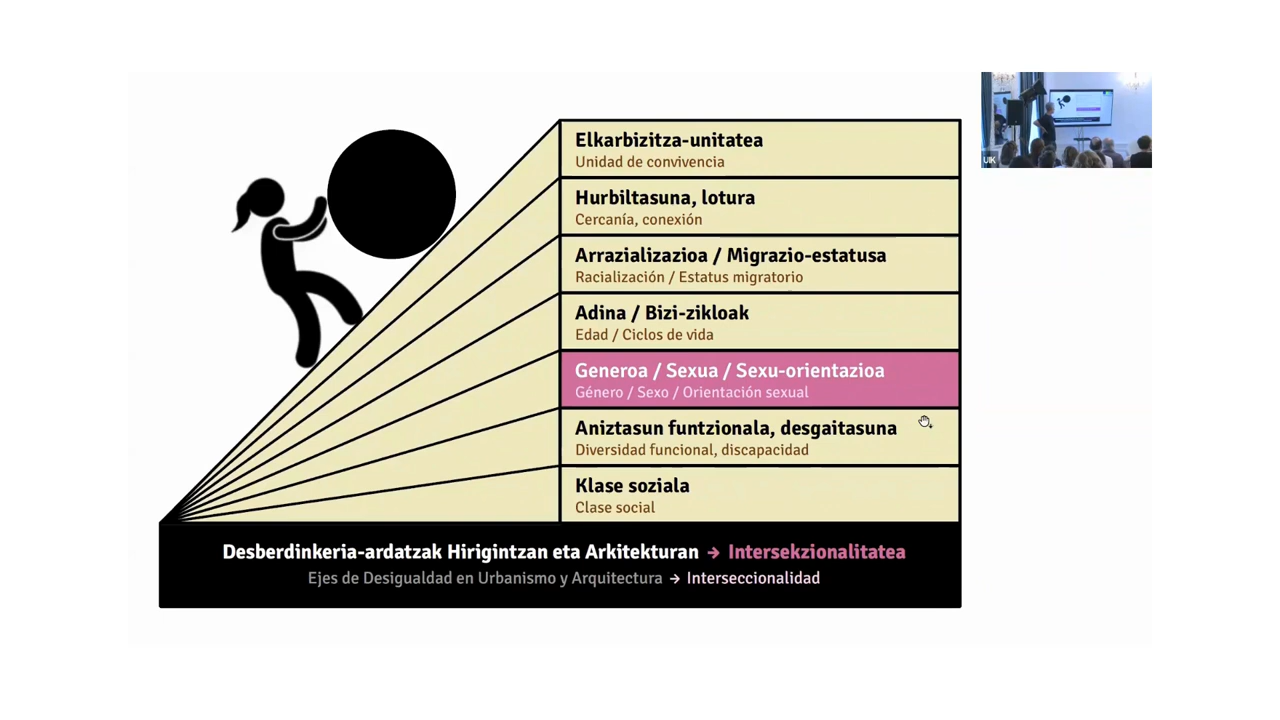 Elkarbizitza-unitatea
Unidad de convivencia
Hurbiltasuna, lotura
Cercanía, conexión
Arrazializazioa / Migrazio-estatusa
Racialización / Estatus migratorio
Adina / Bizi-zikloak
Edad / Ciclos de vida
Generoa / Sexua / Sexu-orientazioa
Género / Sexo / Orientación sexual
Aniztasun funtzionala, desgaitasuna
Diversidad funcional, discapacidad
Klase soziala
Clase social
Desberdinkeria-ardatzak Hirigintzan eta Arkitekturan → Intersekzionalitatea
Ejes de Desigualdad en Urbanismo y Arquitectura → Interseccionalidad
UIK